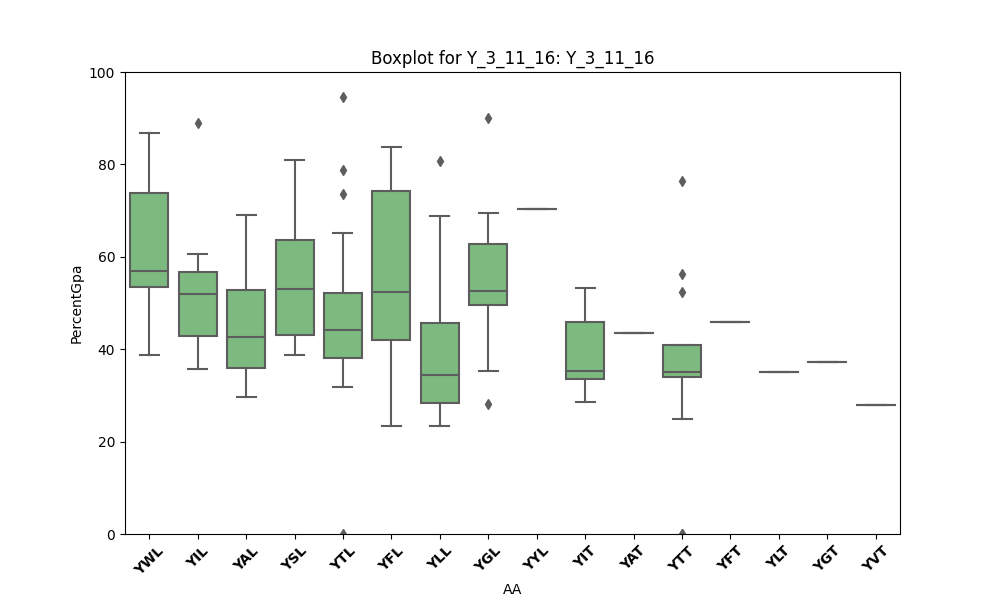 Boxplot for Y_3_11_16: Y_3_11_16
100
80
60
40
20
0
PercentGpa
YWL YIL YAL YSL YTL YFL YLL YGL YYL YIT YAT YTT YFT YLT YGT YVT
AA